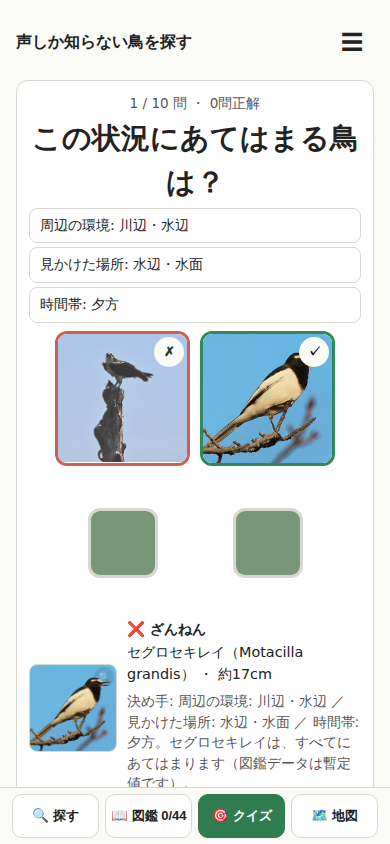 声しか知らない鳥を探す
1 / 10 問 ・ 0問正解
この状況にあてはまる鳥
は？
周辺の環境: 川辺・水辺
見かけた場所: 水辺・水面
時間帯: 夕方
✗
✓
❌ ざんねん
セグロセキレイ（Motacilla
grandis） ・ 約17cm
決め手: 周辺の環境: 川辺・水辺 ／
見かけた場所: 水辺・水面 ／ 時間帯:
夕方。セグロセキレイは、すべてに
あてはまります（図鑑データは暫定
値です）。
🔍 探す
📖 図鑑 0/44
🎯 クイズ
🗺️ 地図